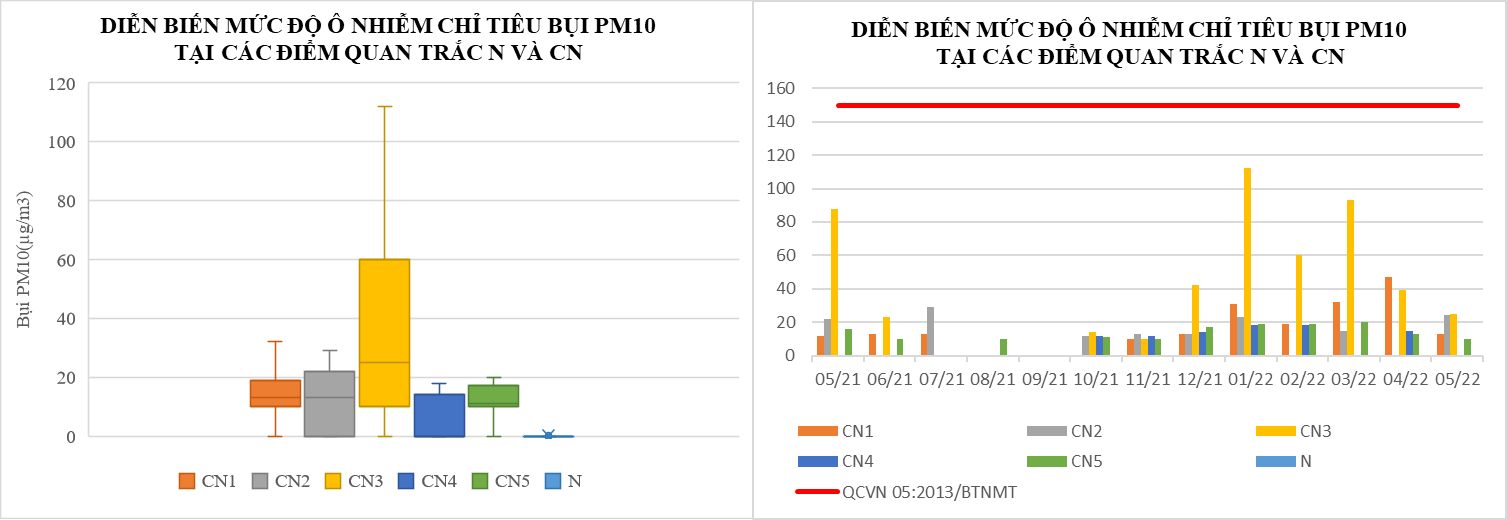 DIỄN BIẾN MỨC ĐỘ Ô NHIỄM CHỈ TIÊU BỤI PM10
TẠI CÁC ĐIỂM QUAN TRẮC N VÀ CN
120
100
80
60
40
20
0
Bụi PM10(µg/m3)
CN1 CN2 CN3 CN4 CN5 N
DIỄN BIẾN MỨC ĐỘ Ô NHIỄM CHỈ TIÊU BỤI PM10
TẠI CÁC ĐIỂM QUAN TRẮC N VÀ CN
160
140
120
100
80
60
40
20
0
05/21 06/21 07/21 08/21 09/21 10/21 11/21 12/21 01/22 02/22 03/22 04/22 05/22
CN1 CN2 CN3
CN4 CN5 N
QCVN 05:2013/BTNMT